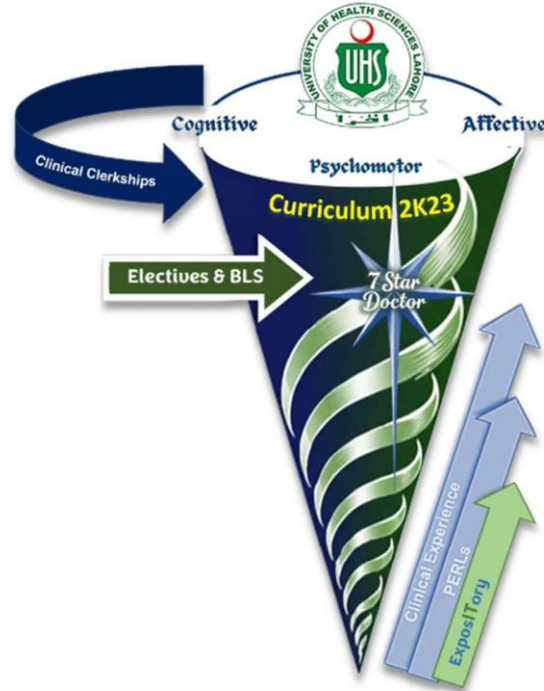 UNIVERSITY OF HEALTH SCIENCES LAHORE
UHS
Cognitive
Affective
Psychomotor
Clinical Clerkships
Curriculum 2K23
Electives & BLS
7 Star
Doctor
Clinical Experience
PERLs
ExposITory